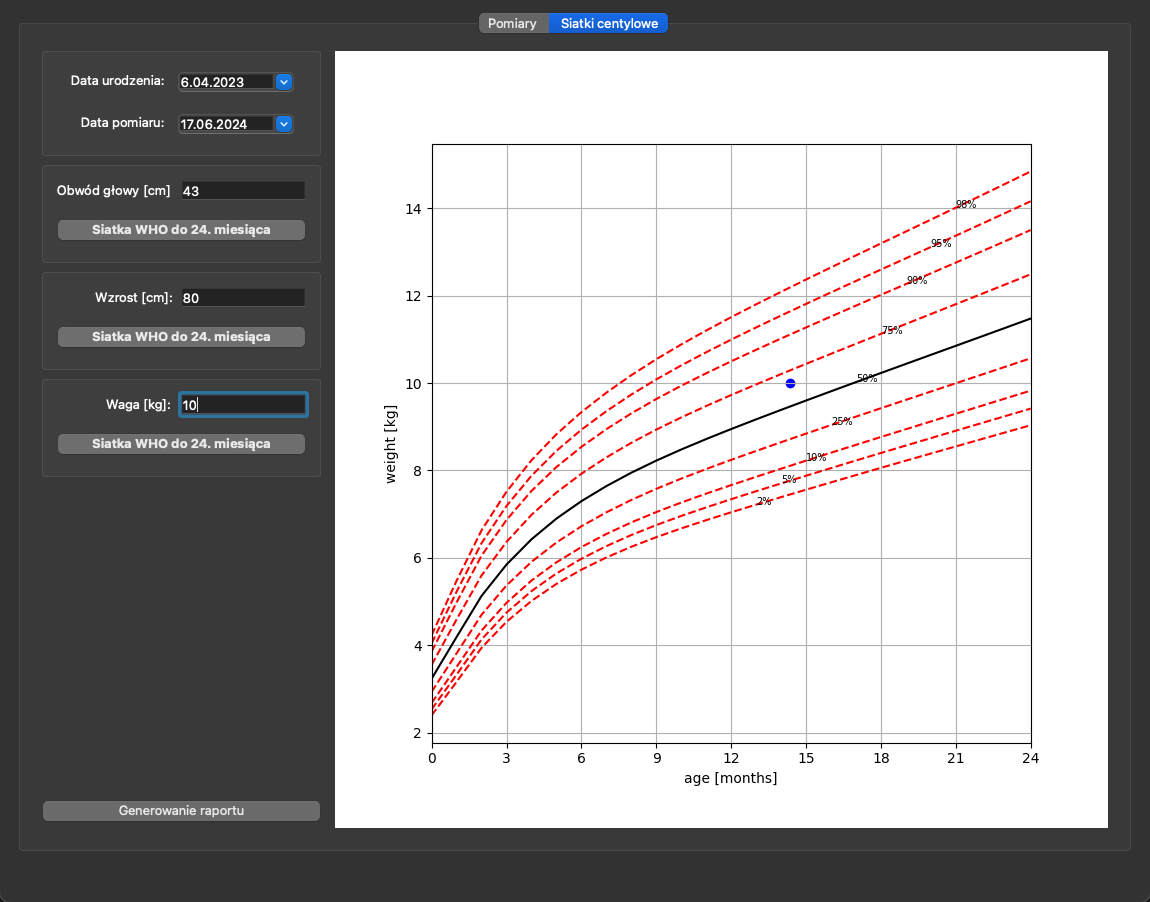 Pomiary Siatki centylowe
Data urodzenia: 6.04.2023
Data pomiaru: 17.06.2024
Obwód głowy [cm] 43
Siatka WHO do 24. miesiąca
Wzrost [cm]: 80
Siatka WHO do 24. miesiąca
Waga [kg]: 10
Siatka WHO do 24. miesiąca
Generowanie raportu
weight [kg]
14
12
10
8
6
4
2
98%
95%
90%
75%
50%
25%
10%
5%
2%
0 3 6 9 12 15 18 21 24
age [months]